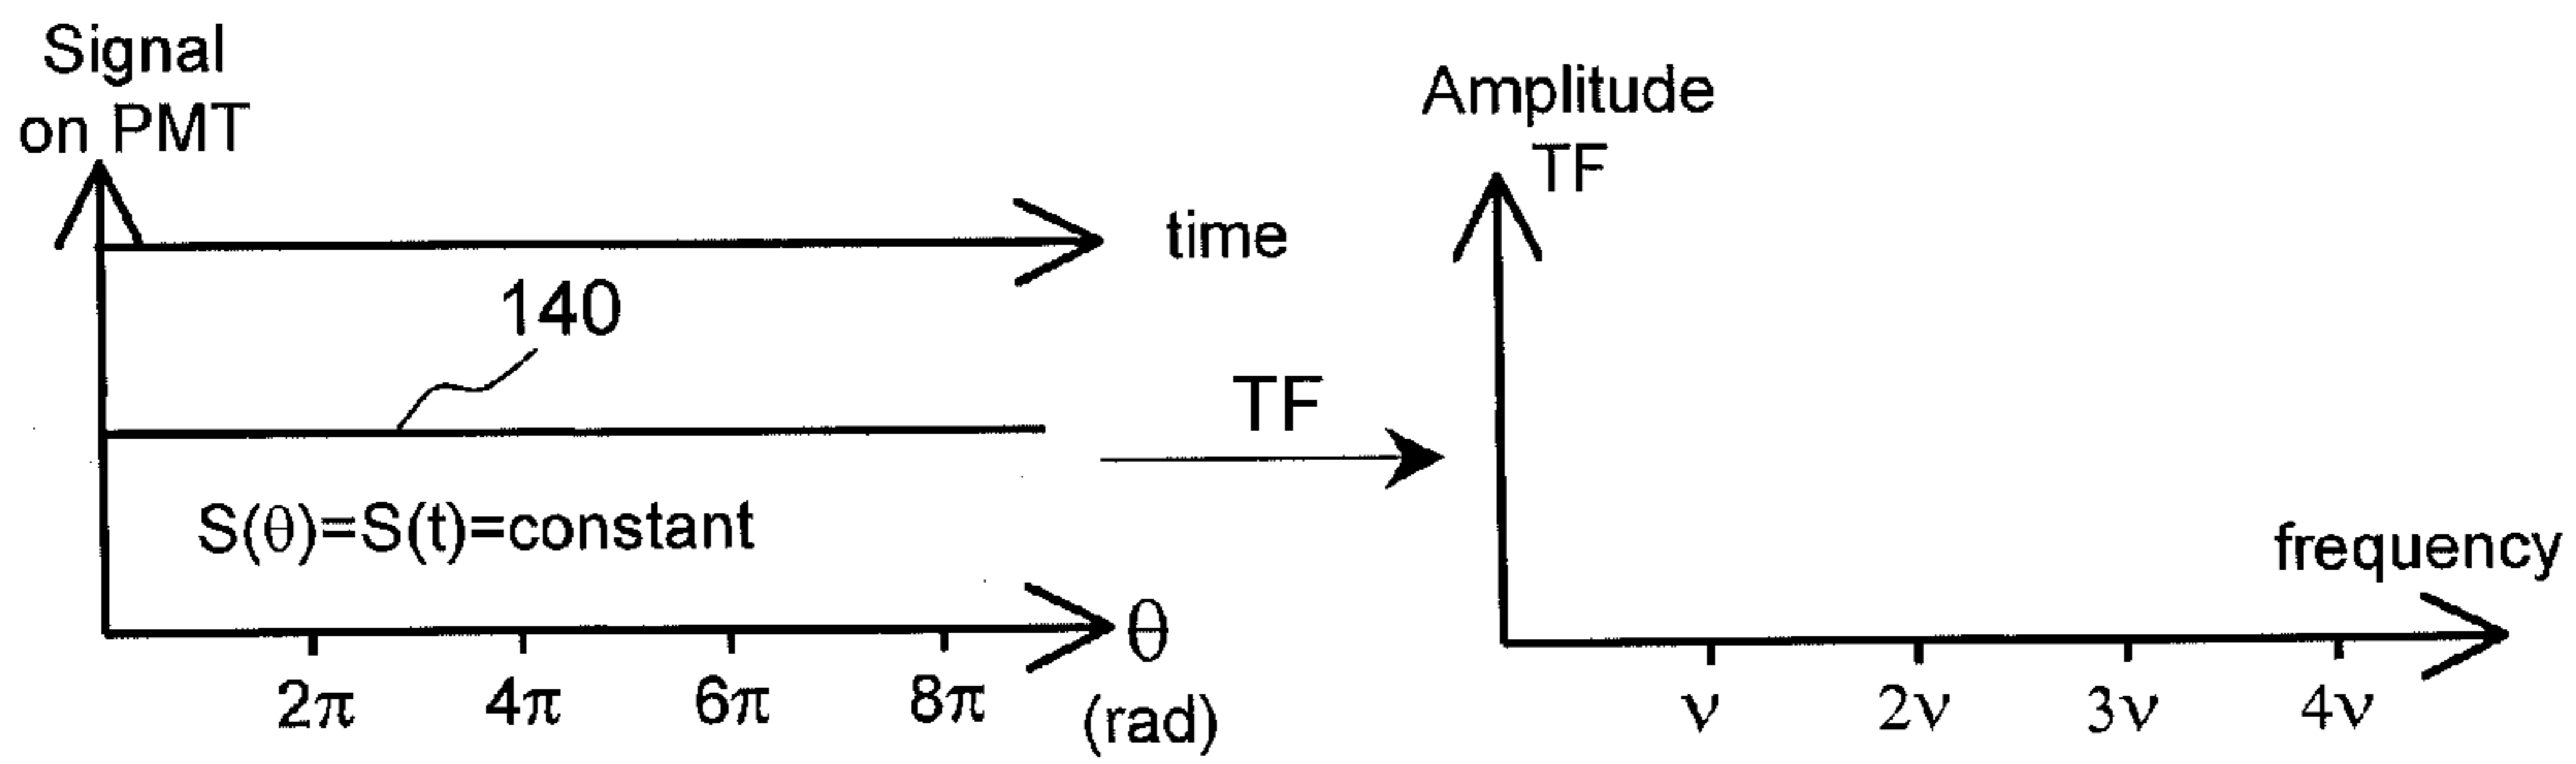 Signal
on PMT
time
140
S(θ)=S(t)=constant
θ
(rad)
2π 4π 6π 8π
TF
Amplitude
TF
frequency
ν 2ν 3ν 4ν